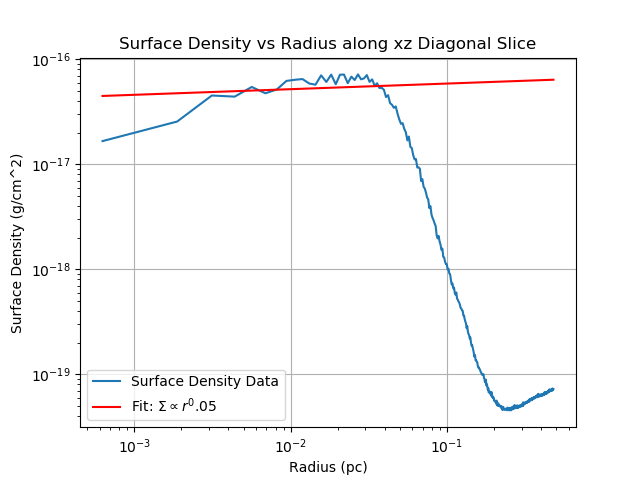 Surface Density vs Radius along xz Diagonal Slice
Surface Density (g/cm^2)
10⁻¹⁶
10⁻¹⁷
10⁻¹⁸
10⁻¹⁹
Surface Density Data
Fit: Σ ∝ r⁰.05
10⁻³
10⁻²
10⁻¹
Radius (pc)